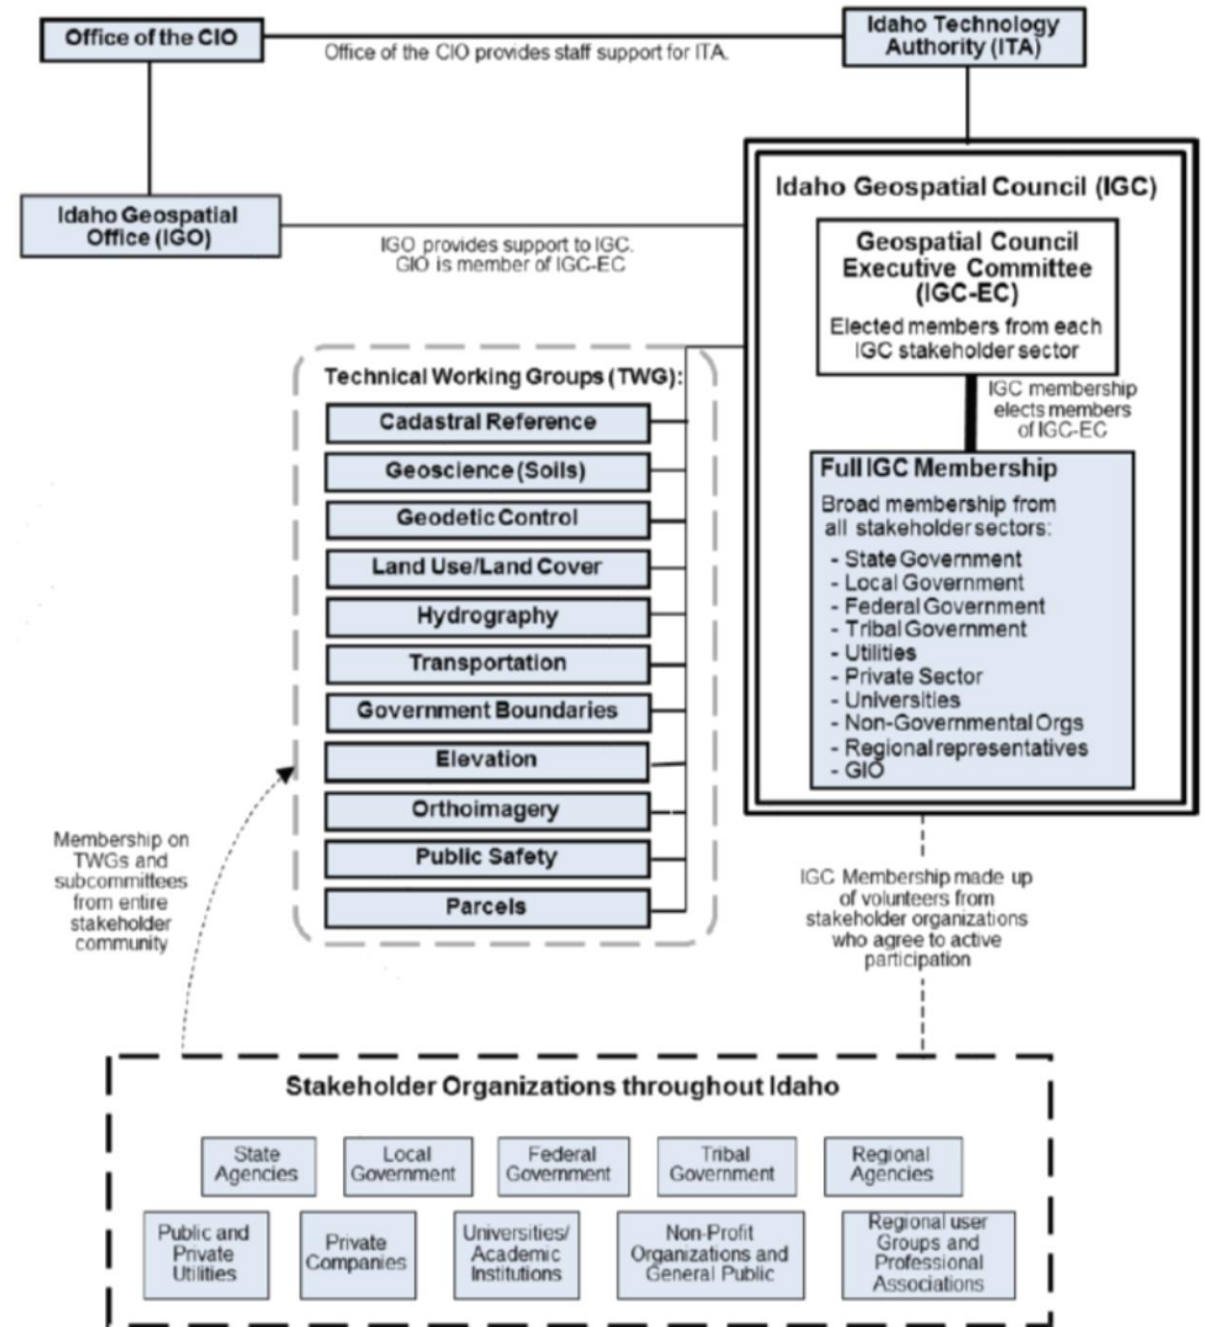 Office of the CIO
Office of the CIO provides staff support for ITA.
Idaho Technology
Authority (ITA)
Idaho Geospatial
Office (IGO)
IGO provides support to IGC.
GIO is member of IGC-EC
Idaho Geospatial Council (IGC)
Geospatial Council
Executive Committee
(IGC-EC)
Elected members from each
IGC stakeholder sector
IGC membership
elects members
of IGC-EC
Full IGC Membership
Broad membership from
all stakeholder sectors:
- State Government
- Local Government
- Federal Government
- Tribal Government
- Utilities
- Private Sector
- Universities
- Non-Governmental Orgs
- Regional representatives
- GIO
Technical Working Groups (TWG):
Cadastral Reference
Geoscience (Soils)
Geodetic Control
Land Use/Land Cover
Hydrography
Transportation
Government Boundaries
Elevation
Orthoimagery
Public Safety
Parcels
Membership on
TWGs and
subcommittees
from entire
stakeholder
community
IGC Membership made up
of volunteers from
stakeholder organizations
who agree to active
participation
Stakeholder Organizations throughout Idaho
State
Agencies
Local
Government
Federal
Government
Tribal
Government
Regional
Agencies
Public and
Private
Utilities
Private
Companies
Universities/
Academic
Institutions
Non-Profit
Organizations and
General Public
Regional user
Groups and
Professional
Associations